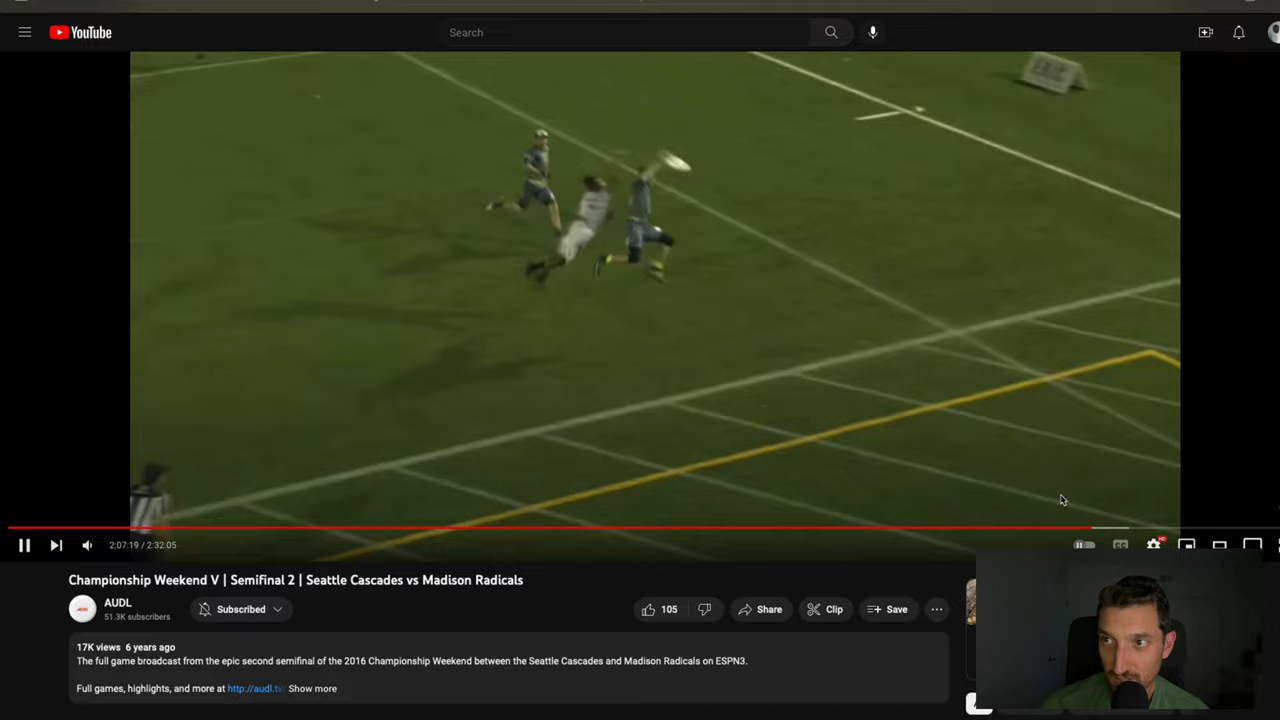 YouTube
Search
ERIC
2:07:19 / 2:32:05
CC
HD
Championship Weekend V | Semifinal 2 | Seattle Cascades vs Madison Radicals
AUDL
51.3K subscribers
Subscribed
105
Share
Clip
Save
17K views 6 years ago
The full game broadcast from the epic second semifinal of the 2016 Championship Weekend between the Seattle Cascades and Madison Radicals on ESPN3.
Full games, highlights, and more at http://audl.tv Show more